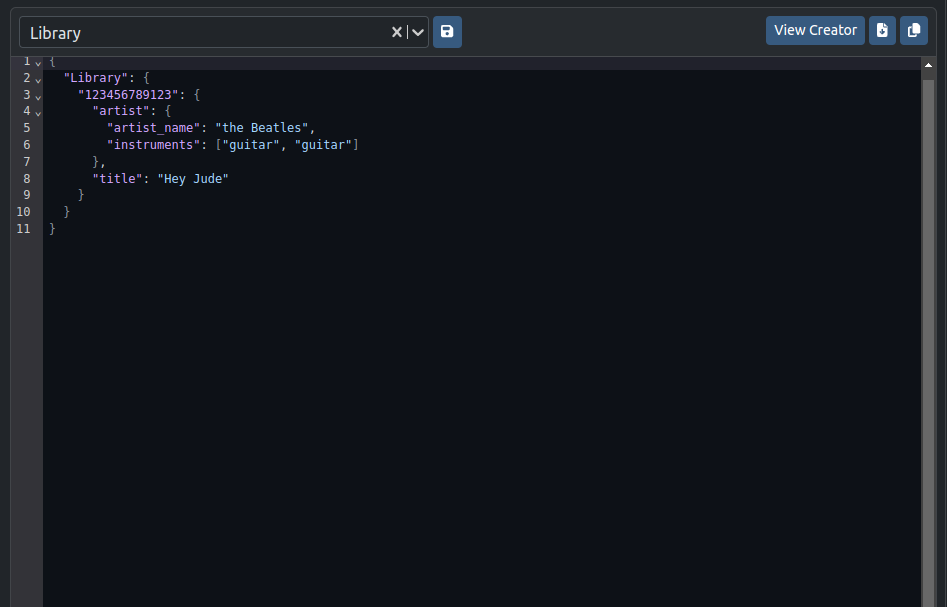 Library
View Creator
1 {
2   "Library": {
3     "123456789123": {
4       "artist": {
5         "artist_name": "the Beatles",
6         "instruments": ["guitar", "guitar"]
7       },
8       "title": "Hey Jude"
9     }
10   }
11 }